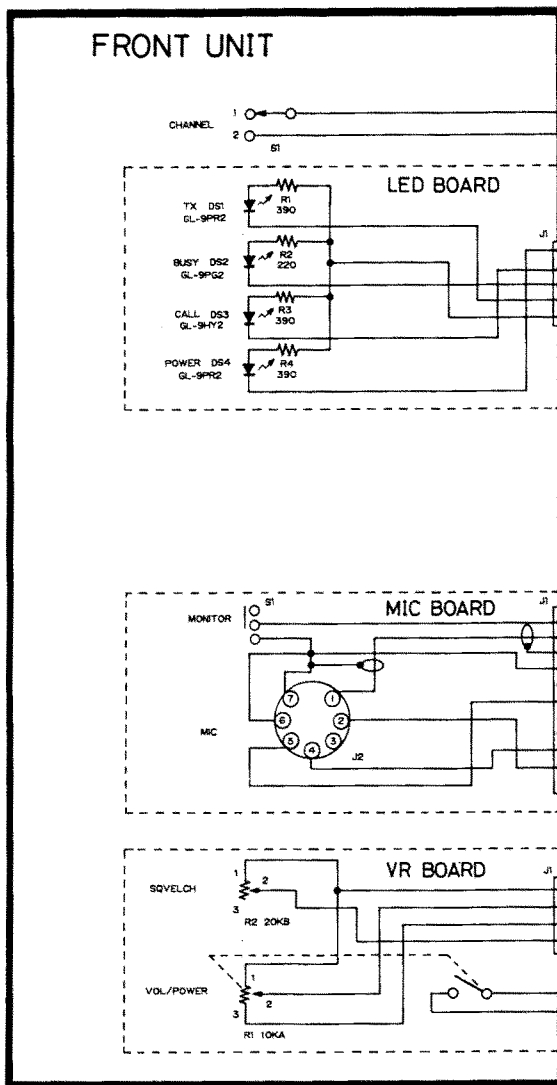 FRONT UNIT
CHANNEL
1
2
S1
LED BOARD
TX DS1
GL-9PR2
R1
390
J1
BUSY DS2
GL-9PG2
R2
220
CALL DS3
GL-9HY2
R3
390
POWER DS4
GL-9PR2
R4
390
MIC BOARD
S1
J1
MONITOR
MIC
7
1
6
2
5
3
4
J2
VR BOARD
J1
SQVELCH
1
2
3
R2 20KB
VOL/POWER
1
2
3
R1 10KA